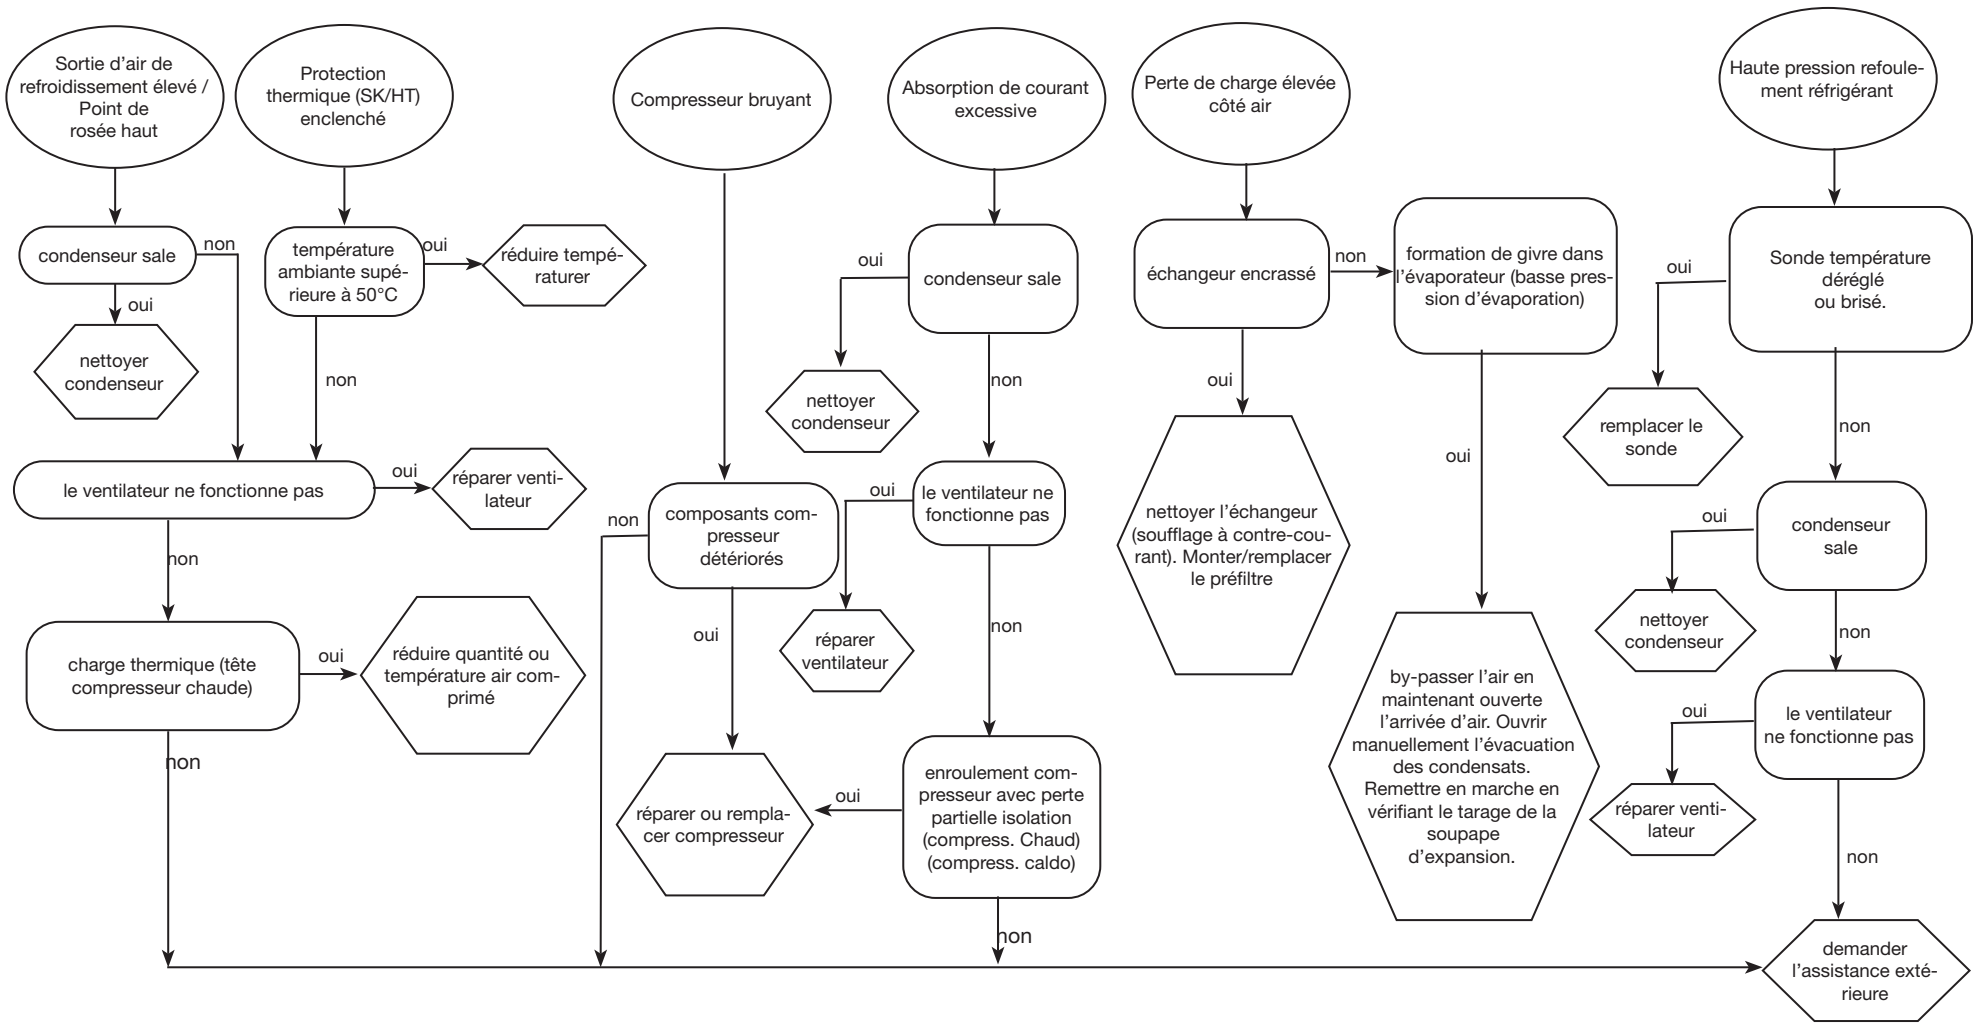 Sortie d'air de
refroidissement élevé /
Point de
rosée haut
Protection
thermique (SK/HT)
enclenché
Compresseur bruyant
Absorption de courant
excessive
Perte de charge élevée
côté air
Haute pression refoule-
ment réfrigérant
condenseur sale
non
oui
nettoyer
condenseur
température
ambiante supé-
rieure à 50°C
oui
réduire tempé-
raturer
non
le ventilateur ne fonctionne pas
oui
réparer venti-
lateur
non
charge thermique (tête
compresseur chaude)
oui
réduire quantité ou
température air com-
primé
non
composants com-
presseur
détériorés
non
oui
réparer ou rempla-
cer compresseur
condenseur sale
oui
nettoyer
condenseur
non
le ventilateur ne
fonctionne pas
oui
réparer
ventilateur
non
enroulement com-
presseur avec perte
partielle isolation
(compress. Chaud)
(compress. caldo)
oui
non
échangeur encrassé
non
oui
nettoyer l'échangeur
(soufflage à contre-cou-
rant). Monter/remplacer
le préfiltre
formation de givre dans
l'évaporateur (basse pres-
sion d'évaporation)
oui
by-passer l'air en
maintenant ouverte
l'arrivée d'air. Ouvrir
manuellement l'évacuation
des condensats.
Remettre en marche en
vérifiant le tarage de la
soupape
d'expansion.
Sonde température
déréglé
ou brisé.
oui
remplacer le
sonde
non
condenseur
sale
oui
nettoyer
condenseur
non
le ventilateur
ne fonctionne pas
oui
réparer venti-
lateur
non
demander
l'assistance exté-
rieure